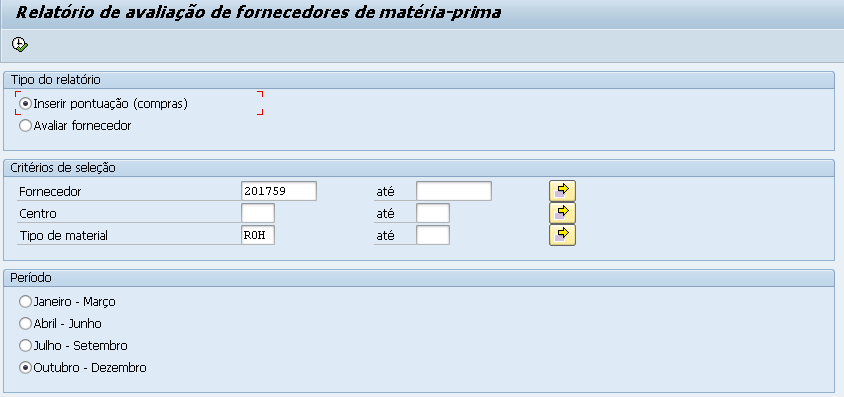 Relatório de avaliação de fornecedores de matéria-prima
Tipo do relatório
Inserir pontuação (compras)
Avaliar fornecedor
Critérios de seleção
Fornecedor 201759 até
Centro até
Tipo de material ROH até
Período
Janeiro - Março
Abril - Junho
Julho - Setembro
Outubro - Dezembro